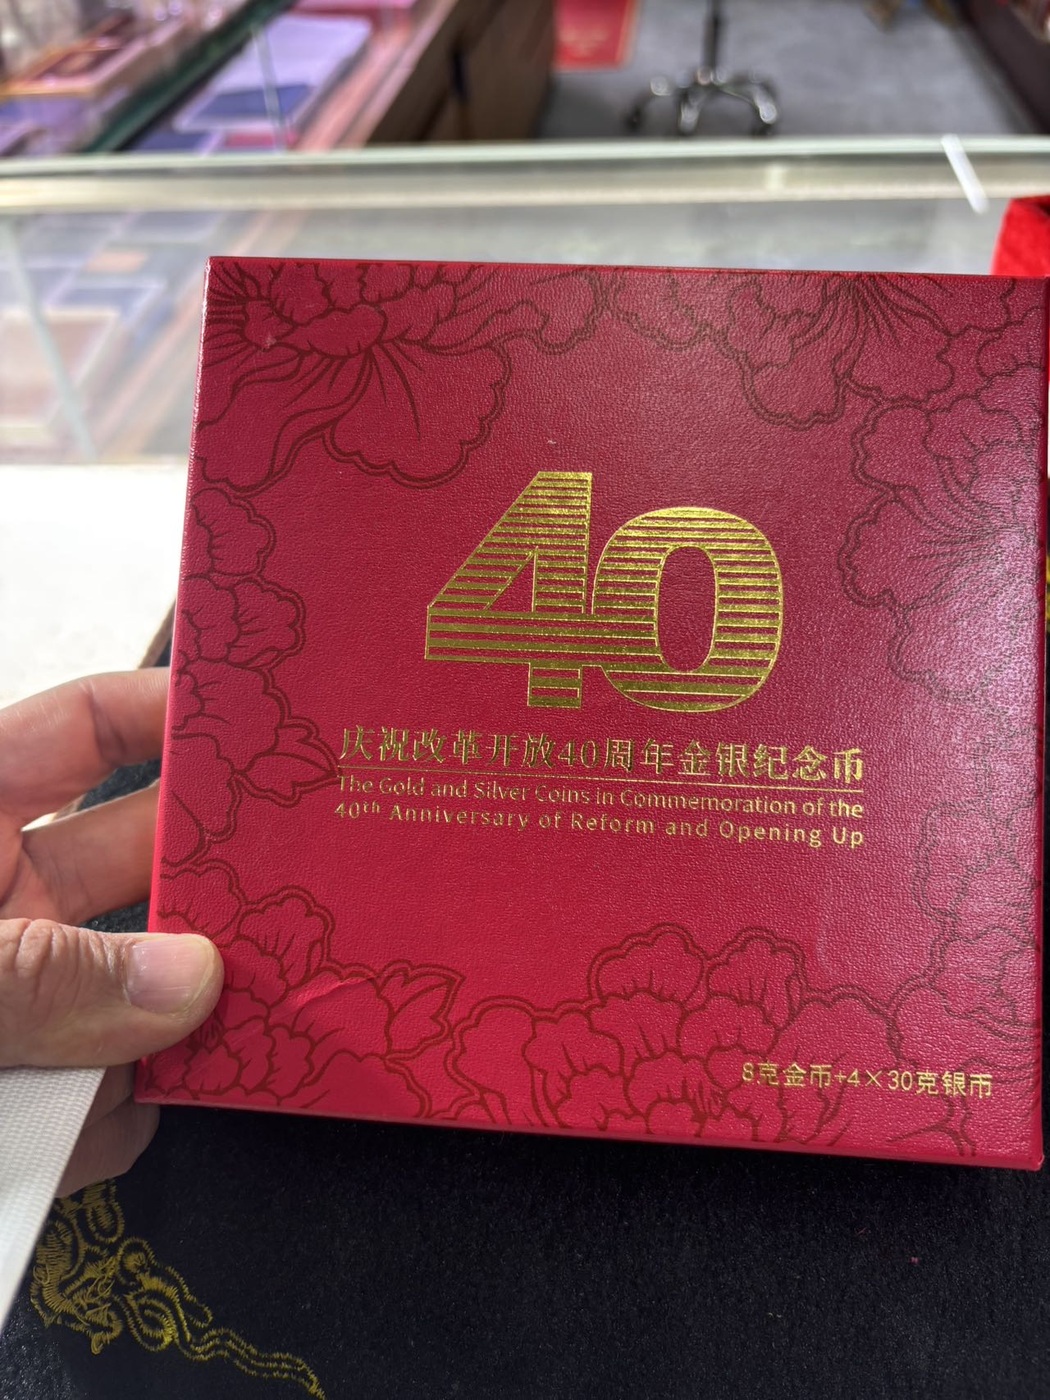 40
庆祝改革开放40周年金银纪念币
The Gold and Silver Coins in Commemoration of the
40th Anniversary of Reform and Opening Up
8克金币+4×30克银币